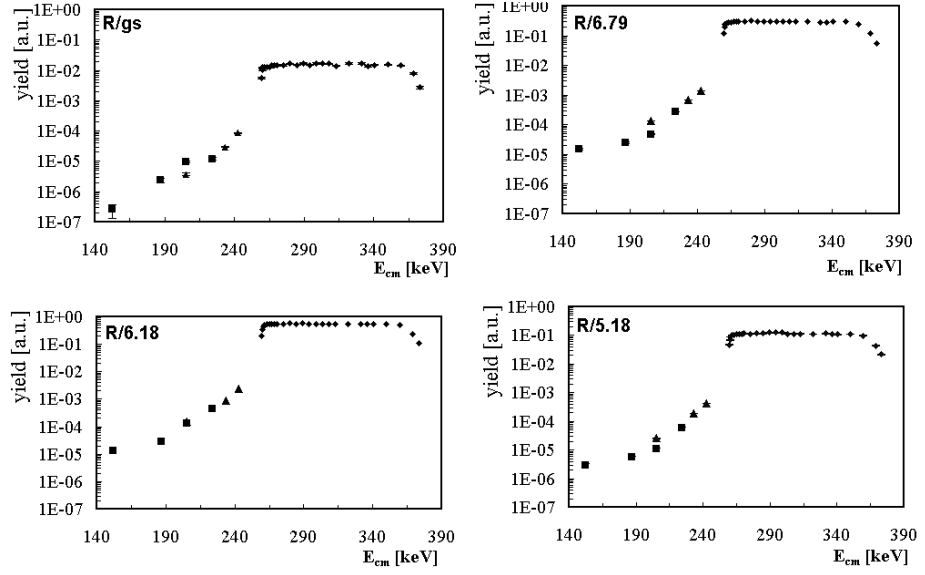 R/gs
yield [a.u.]
1E+00
1E-01
1E-02
1E-03
1E-04
1E-05
1E-06
1E-07
140 190 240 290 340 390
Ecm [keV]
R/6.79
yield [a.u.]
1E+00
1E-01
1E-02
1E-03
1E-04
1E-05
1E-06
1E-07
140 190 240 290 340 390
Ecm [keV]
R/6.18
yield [a.u.]
1E+00
1E-01
1E-02
1E-03
1E-04
1E-05
1E-06
1E-07
140 190 240 290 340 390
Ecm [keV]
R/5.18
yield [a.u.]
1E+00
1E-01
1E-02
1E-03
1E-04
1E-05
1E-06
1E-07
140 190 240 290 340 390
Ecm [keV]